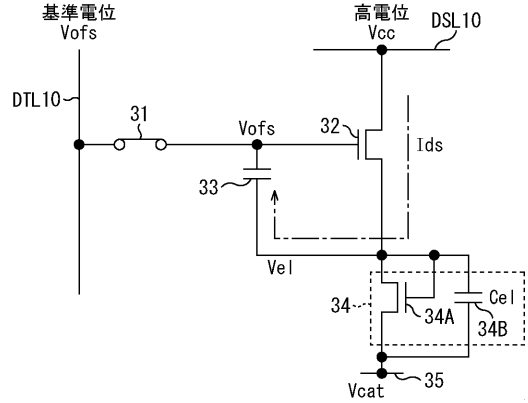 基準電位
Vofs
高電位
Vcc
DSL10
DTL10
31
Vofs
32
Ids
33
Vel
34
34A
Cel
34B
35
Vcat